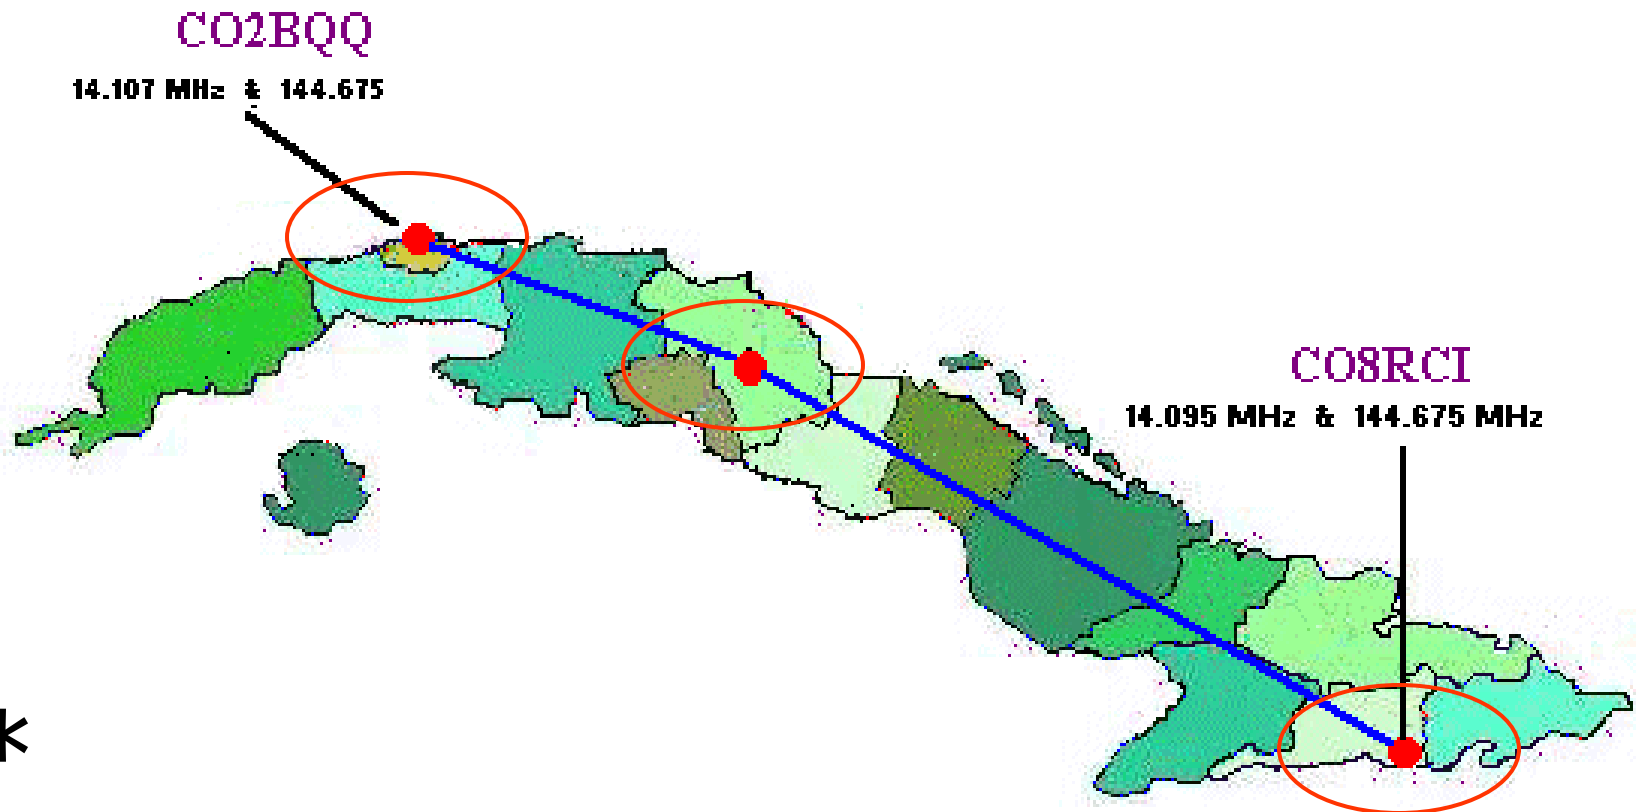 CO2BQQ
14.107 MHz & 144.675
CO8RCI
14.095 MHz & 144.675 MHz
*